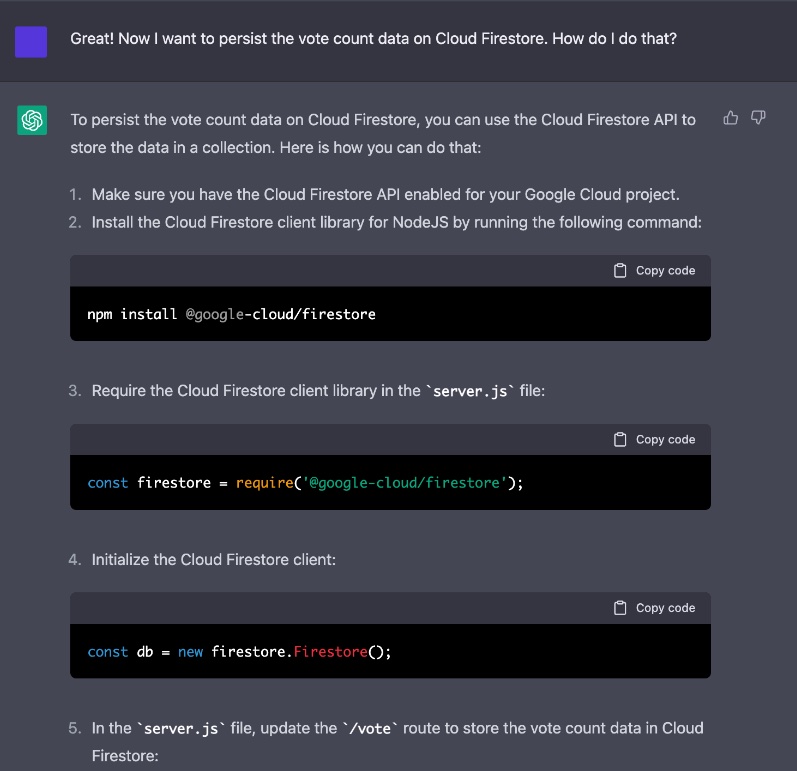 Great! Now I want to persist the vote count data on Cloud Firestore. How do I do that?
To persist the vote count data on Cloud Firestore, you can use the Cloud Firestore API to
store the data in a collection. Here is how you can do that:
1. Make sure you have the Cloud Firestore API enabled for your Google Cloud project.
2. Install the Cloud Firestore client library for NodeJS by running the following command:
Copy code
npm install @google-cloud/firestore
3. Require the Cloud Firestore client library in the `server.js` file:
Copy code
const firestore = require('@google-cloud/firestore');
4. Initialize the Cloud Firestore client:
Copy code
const db = new firestore.Firestore();
5. In the `server.js` file, update the `/vote` route to store the vote count data in Cloud
Firestore: